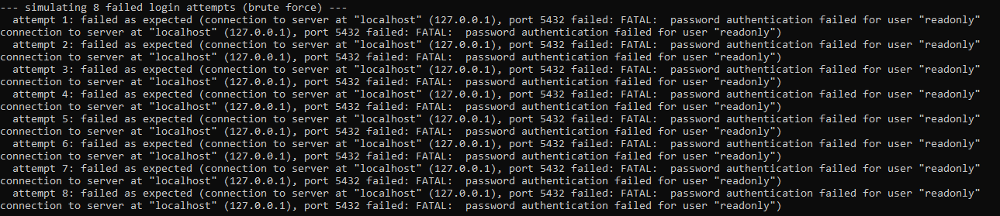 --- simulating 8 failed login attempts (brute force) ---
  attempt 1: failed as expected (connection to server at "localhost" (127.0.0.1), port 5432 failed: FATAL:  password authentication failed for user "readonly"
connection to server at "localhost" (127.0.0.1), port 5432 failed: FATAL:  password authentication failed for user "readonly")
  attempt 2: failed as expected (connection to server at "localhost" (127.0.0.1), port 5432 failed: FATAL:  password authentication failed for user "readonly"
connection to server at "localhost" (127.0.0.1), port 5432 failed: FATAL:  password authentication failed for user "readonly")
  attempt 3: failed as expected (connection to server at "localhost" (127.0.0.1), port 5432 failed: FATAL:  password authentication failed for user "readonly"
connection to server at "localhost" (127.0.0.1), port 5432 failed: FATAL:  password authentication failed for user "readonly")
  attempt 4: failed as expected (connection to server at "localhost" (127.0.0.1), port 5432 failed: FATAL:  password authentication failed for user "readonly"
connection to server at "localhost" (127.0.0.1), port 5432 failed: FATAL:  password authentication failed for user "readonly")
  attempt 5: failed as expected (connection to server at "localhost" (127.0.0.1), port 5432 failed: FATAL:  password authentication failed for user "readonly"
connection to server at "localhost" (127.0.0.1), port 5432 failed: FATAL:  password authentication failed for user "readonly")
  attempt 6: failed as expected (connection to server at "localhost" (127.0.0.1), port 5432 failed: FATAL:  password authentication failed for user "readonly"
connection to server at "localhost" (127.0.0.1), port 5432 failed: FATAL:  password authentication failed for user "readonly")
  attempt 7: failed as expected (connection to server at "localhost" (127.0.0.1), port 5432 failed: FATAL:  password authentication failed for user "readonly"
connection to server at "localhost" (127.0.0.1), port 5432 failed: FATAL:  password authentication failed for user "readonly")
  attempt 8: failed as expected (connection to server at "localhost" (127.0.0.1), port 5432 failed: FATAL:  password authentication failed for user "readonly"
connection to server at "localhost" (127.0.0.1), port 5432 failed: FATAL:  password authentication failed for user "readonly")